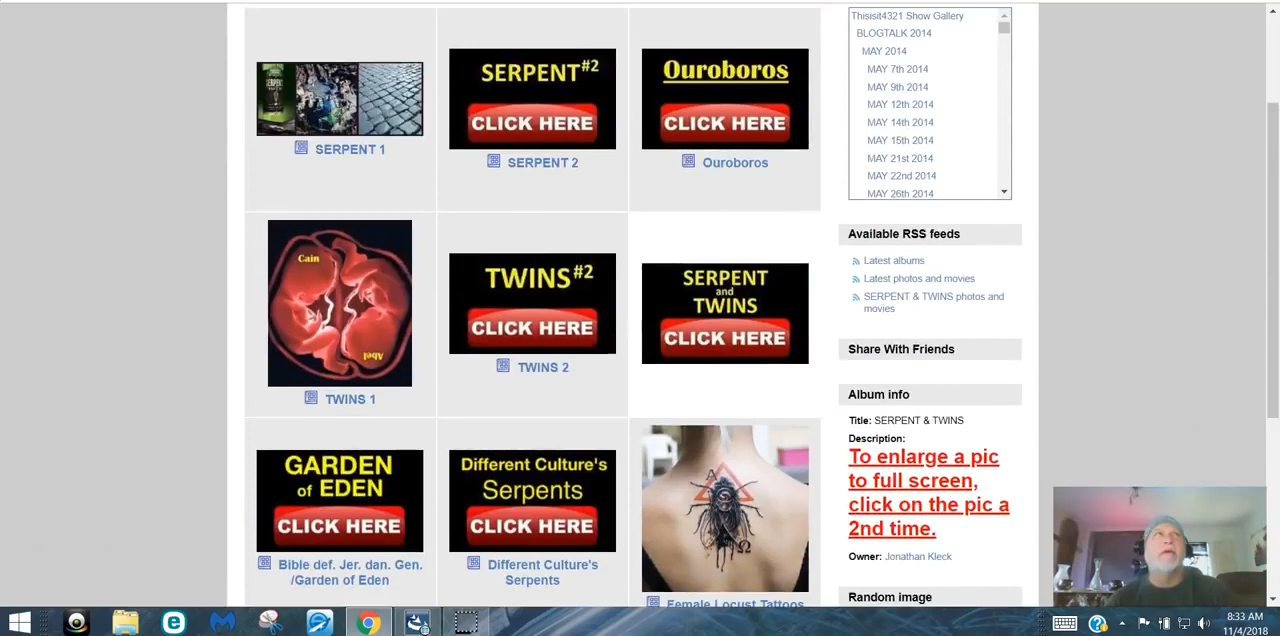 SERPENT
SERPENT 1
SERPENT#2
CLICK HERE
SERPENT 2
Ouroboros
CLICK HERE
Ouroboros
Cain
Abel
TWINS 1
TWINS#2
CLICK HERE
TWINS 2
SERPENT
and
TWINS
CLICK HERE
GARDEN
of EDEN
CLICK HERE
Bible def. Jer. dan. Gen.
/Garden of Eden
Different Culture's
Serpents
CLICK HERE
Different Culture's
Serpents
A
Ω
Female Locust Tattoos
Thisisit4321 Show Gallery
BLOGTALK 2014
MAY 2014
MAY 7th 2014
MAY 9th 2014
MAY 12th 2014
MAY 14th 2014
MAY 15th 2014
MAY 21st 2014
MAY 22nd 2014
MAY 26th 2014
Available RSS feeds
Latest albums
Latest photos and movies
SERPENT & TWINS photos and
movies
Share With Friends
Album info
Title: SERPENT & TWINS
Description:
To enlarge a pic
to full screen,
click on the pic a
2nd time.
Owner: Jonathan Kleck
Random image
8:33 AM
11/4/2018